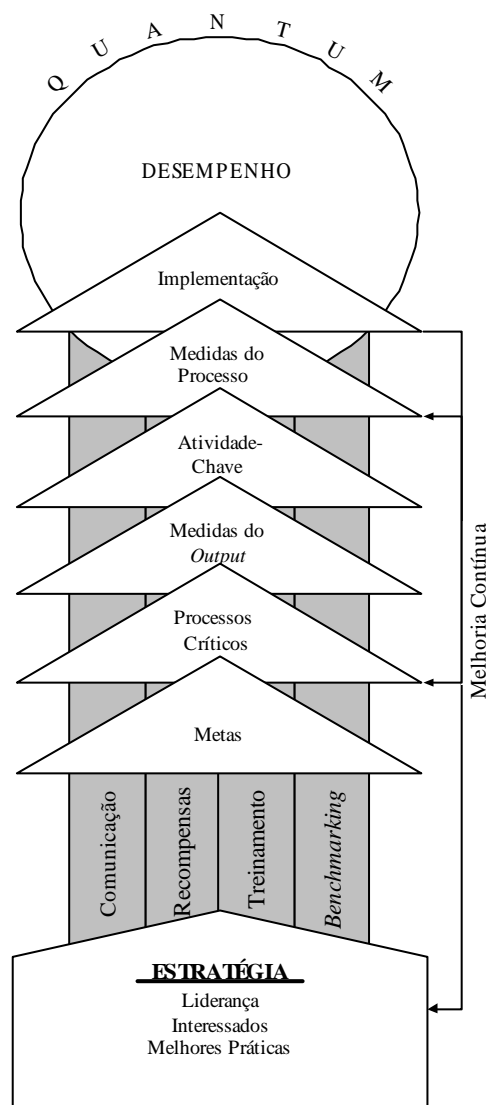 QUANTUM
DESEMPENHO
Implementação
Medidas do
Processo
Atividade-
Chave
Medidas do
Output
Processos
Críticos
Metas
Melhoria Contínua
Comunicação
Recompensas
Treinamento
Benchmarking
ESTRATÉGIA
Liderança
Interessados
Melhores Práticas